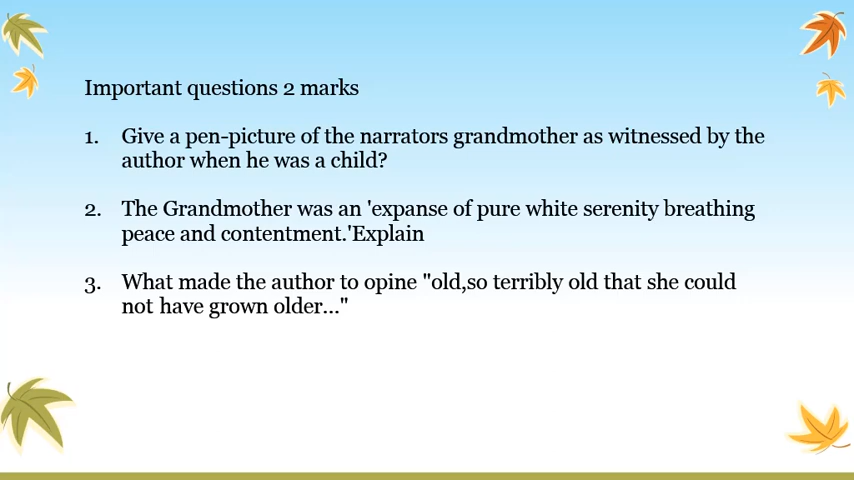 Important questions 2 marks
1. Give a pen-picture of the narrators grandmother as witnessed by the
author when he was a child?
2. The Grandmother was an 'expanse of pure white serenity breathing
peace and contentment.'Explain
3. What made the author to opine "old,so terribly old that she could
not have grown older..."